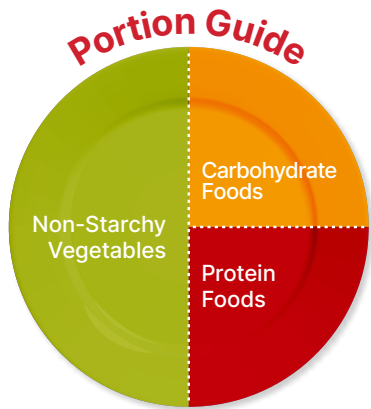 Portion Guide
Non-Starchy
Vegetables
Carbohydrate
Foods
Protein
Foods